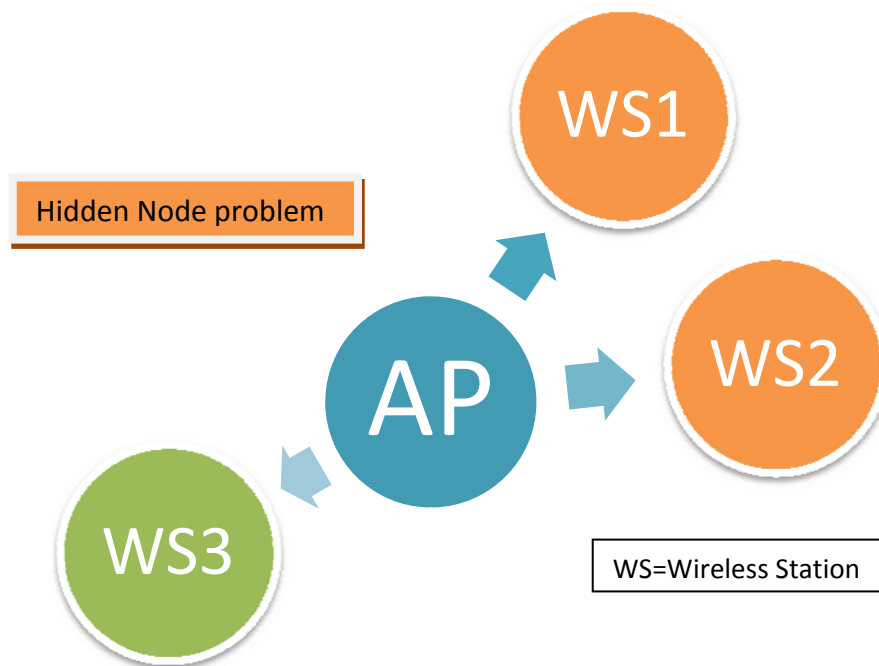 WS1
Hidden Node problem
WS2
AP
WS3
WS=Wireless Station